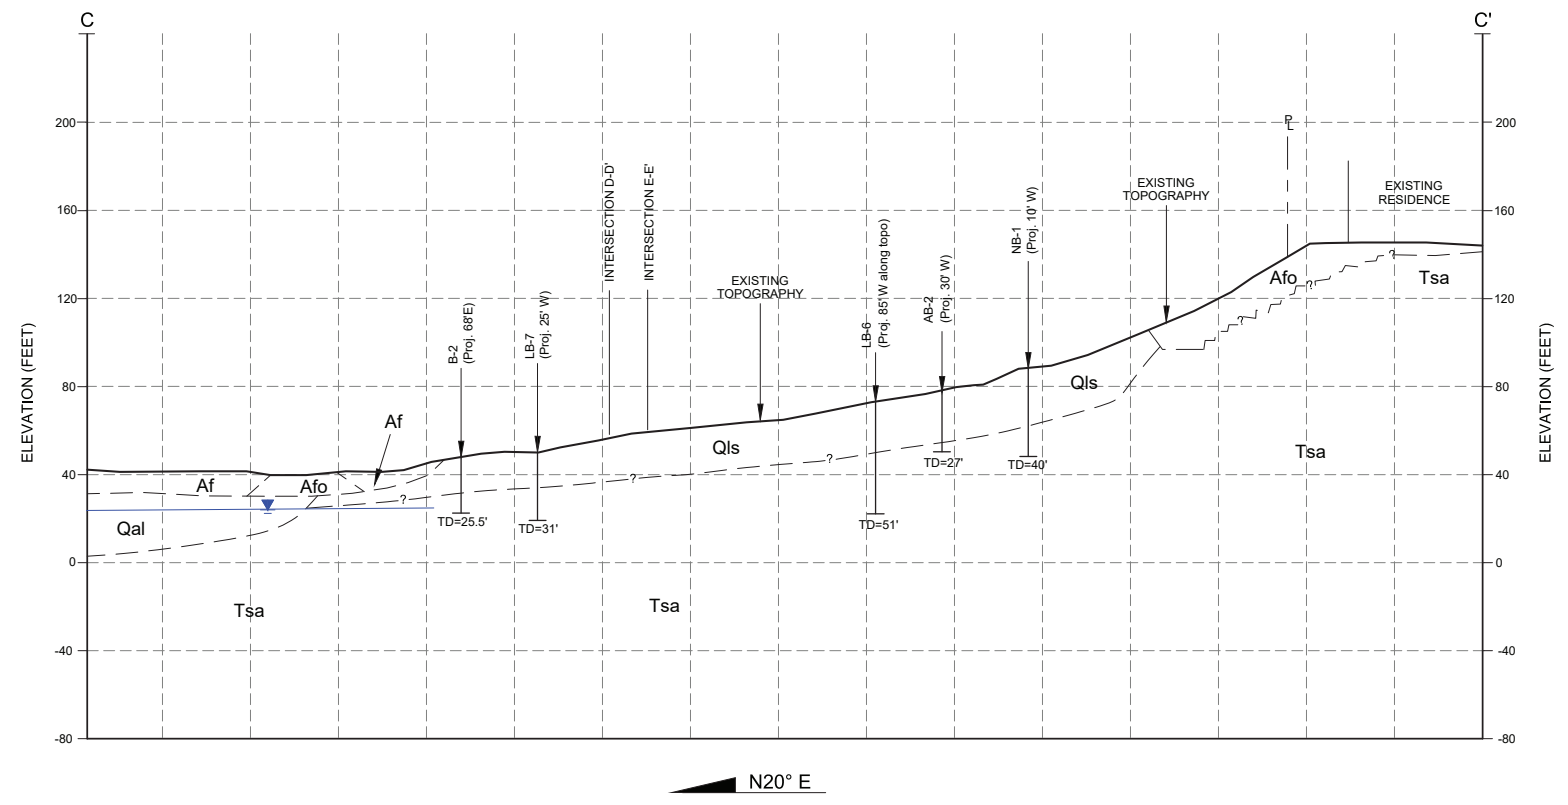 C
C'
200
200
PL
INTERSECTION D-D'
INTERSECTION E-E'
EXISTING
TOPOGRAPHY
EXISTING
RESIDENCE
160
160
NB-1
(Proj. 10' W)
LB-6
(Proj. 85' W along topo)
AB-2
(Proj. 30' W)
EXISTING
TOPOGRAPHY
B-2
(Proj. 68'E)
LB-7
(Proj. 25' W)
?
Afo
?
Tsa
120
120
?
ELEVATION (FEET)
ELEVATION (FEET)
80
80
Qls
Af
Qls
Tsa
?
TD=27'
TD=40'
40
40
?
Af
Afo
?
TD=25.5'
TD=31'
TD=51'
Qal
0
0
Tsa
Tsa
-40
-40
-80
-80
N20° E